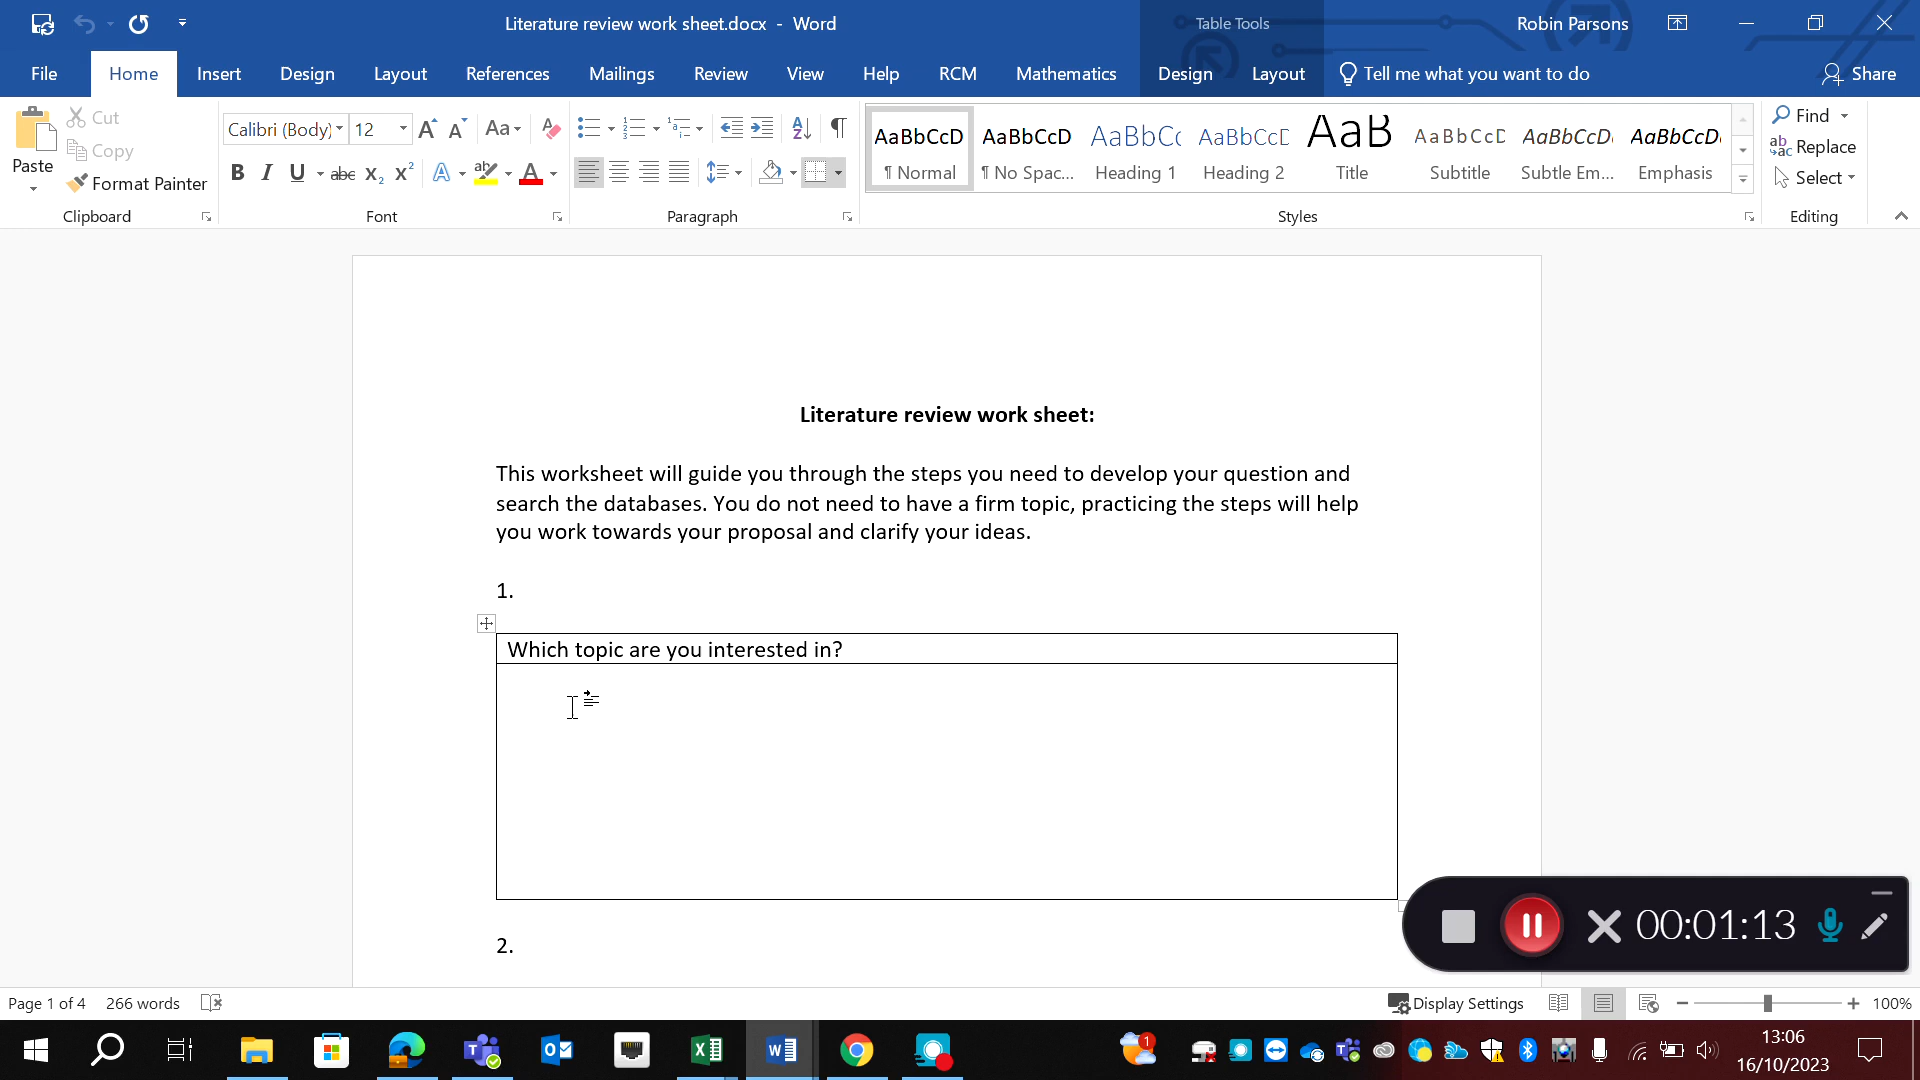 Literature review work sheet.docx - Word
Table Tools
Robin Parsons
File Home Insert Design Layout References Mailings Review View Help RCM Mathematics Design Layout Tell me what you want to do Share
Paste
Cut
Copy
Format Painter
Calibri (Body) 12
AaBbCcD AaBbCcD AaBbCc AaBbCcD AaB AaBbCcD AaBbCcD AaBbCcD
¶ Normal ¶ No Spac... Heading 1 Heading 2 Title Subtitle Subtle Em... Emphasis
Find
Replace
Select
Clipboard Font Paragraph Styles Editing
Literature review work sheet:
This worksheet will guide you through the steps you need to develop your question and
search the databases. You do not need to have a firm topic, practicing the steps will help
you work towards your proposal and clarify your ideas.
1.
Which topic are you interested in?
2.
00:01:13
Page 1 of 4 266 words
Display Settings
100%
13:06
16/10/2023